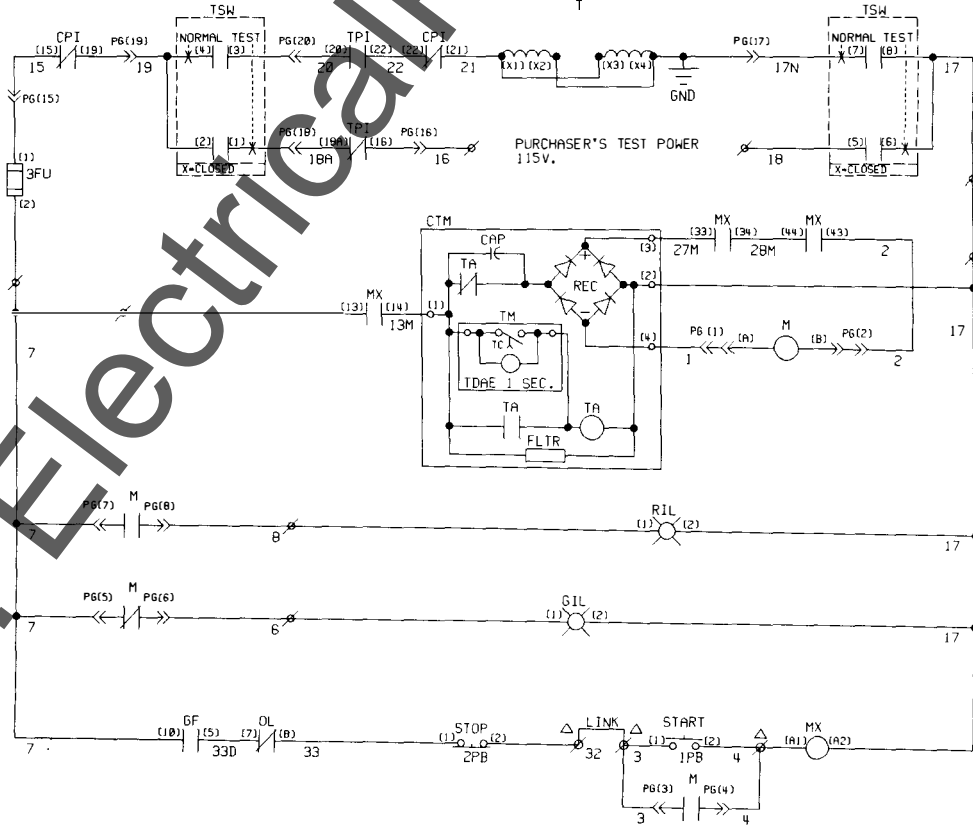 T
TSW
TSW
CPI
(15) (19)
PG(19)
NORMAL TEST
(4) (3)
PG(20)
TPI
(20) (22)
CPI
(22) (21)
PG(17)
NORMAL TEST
(7) (8)
15
19
20
22
21
(X1) (X2)
(X3) (X4)
GND
17N
17
PG(15)
(2) (1)
PG(18)
TPI
(18A) (16)
PG(16)
18A
16
PURCHASER'S TEST POWER
115V.
18
(5) (6)
X=CLOSED
X=CLOSED
(1)
3FU
(2)
CTM
CAP
TA
REC
+
−
(3)
(2)
(4)
MX
(33) (34)
27M
28M
MX
(44) (43)
2
MX
(13) (14)
13M
(1)
TM
TC
TDAE 1 SEC.
PG(1)
(A)
M
(B)
PG(2)
1
2
17
7
TA
TA
FLTR
PG(7)
M
PG(8)
7
8
RIL
(1) (2)
17
PG(5)
M
PG(6)
7
6
GIL
(1) (2)
17
GF
(10) (5)
33D
OL
(7) (8)
33
7
STOP
(1) (2)
2PB
LINK
32
3
START
(1) (2)
1PB
4
MX
(A1) (A2)
PG(3)
M
PG(4)
3
4
Electrical